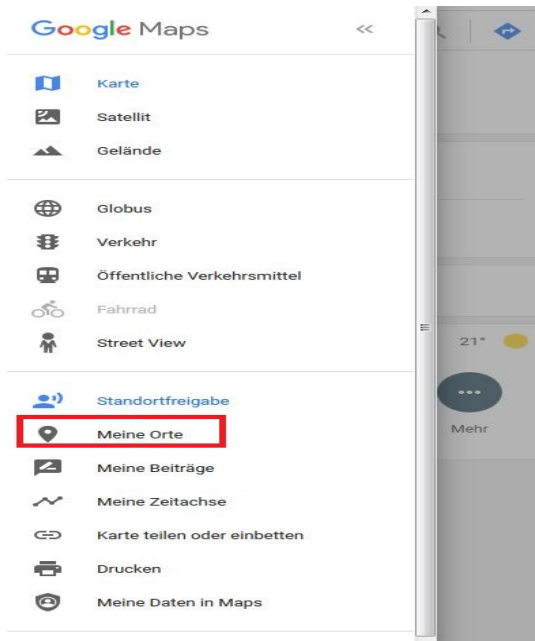 Google Maps
Karte
Satellit
Gelände
Globus
Verkehr
Öffentliche Verkehrsmittel
Fahrrad
Street View
21°
Standortfreigabe
Meine Orte
Mehr
Meine Beiträge
Meine Zeitachse
Karte teilen oder einbetten
Drucken
Meine Daten in Maps